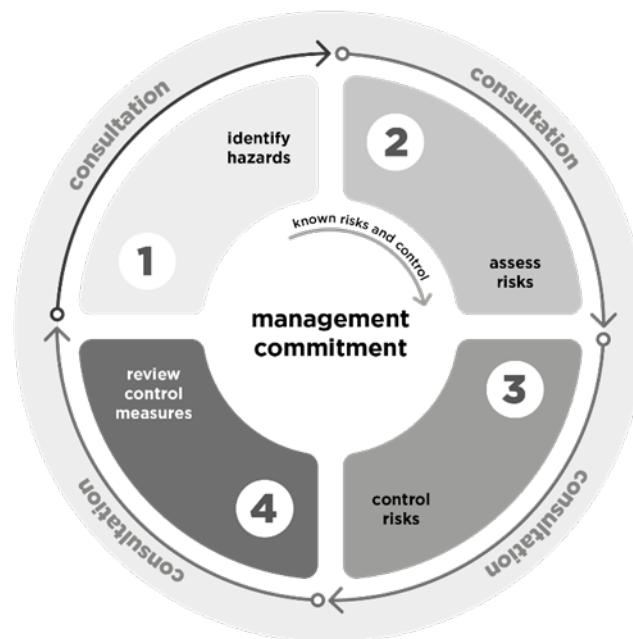 consultation
consultation
identify
hazards
2
1
known risks and control
assess
risks
management
commitment
review
control
measures
3
4
control
risks
consultation
consultation